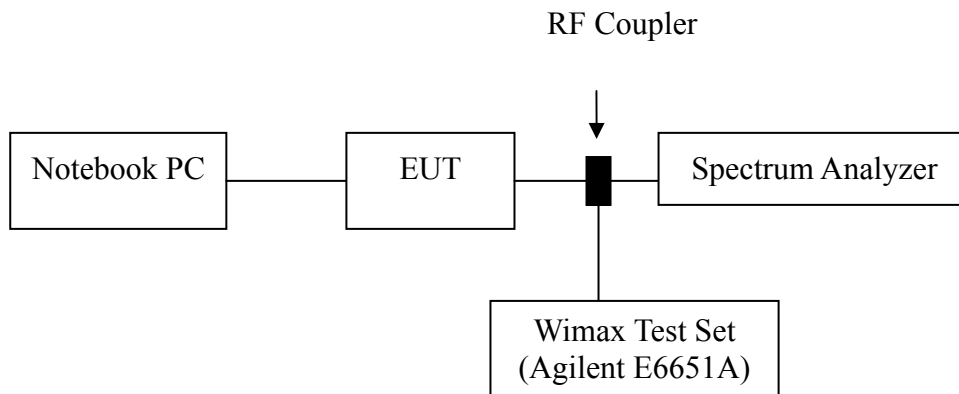 RF Coupler
Notebook PC
EUT
Spectrum Analyzer
Wimax Test Set
(Agilent E6651A)